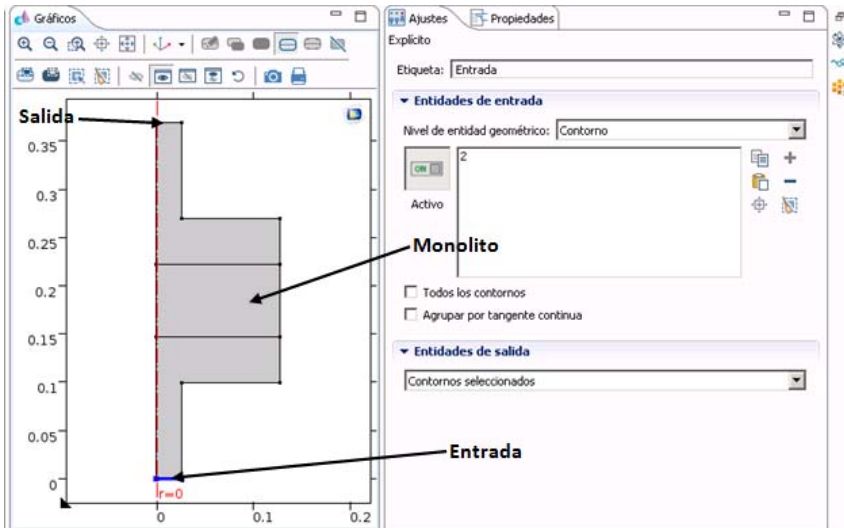 Gráficos
Salida
0.35
0.3
0.25
0.2
0.15
0.1
0.05
0
r=0
0 0.1 0.2
Monolito
Entrada
Ajustes Propiedades
Explícito
Etiqueta: Entrada
Entidades de entrada
Nivel de entidad geométrico: Contorno
ON
2
Activo
Todos los contornos
Agrupar por tangente continua
Entidades de salida
Contornos seleccionados